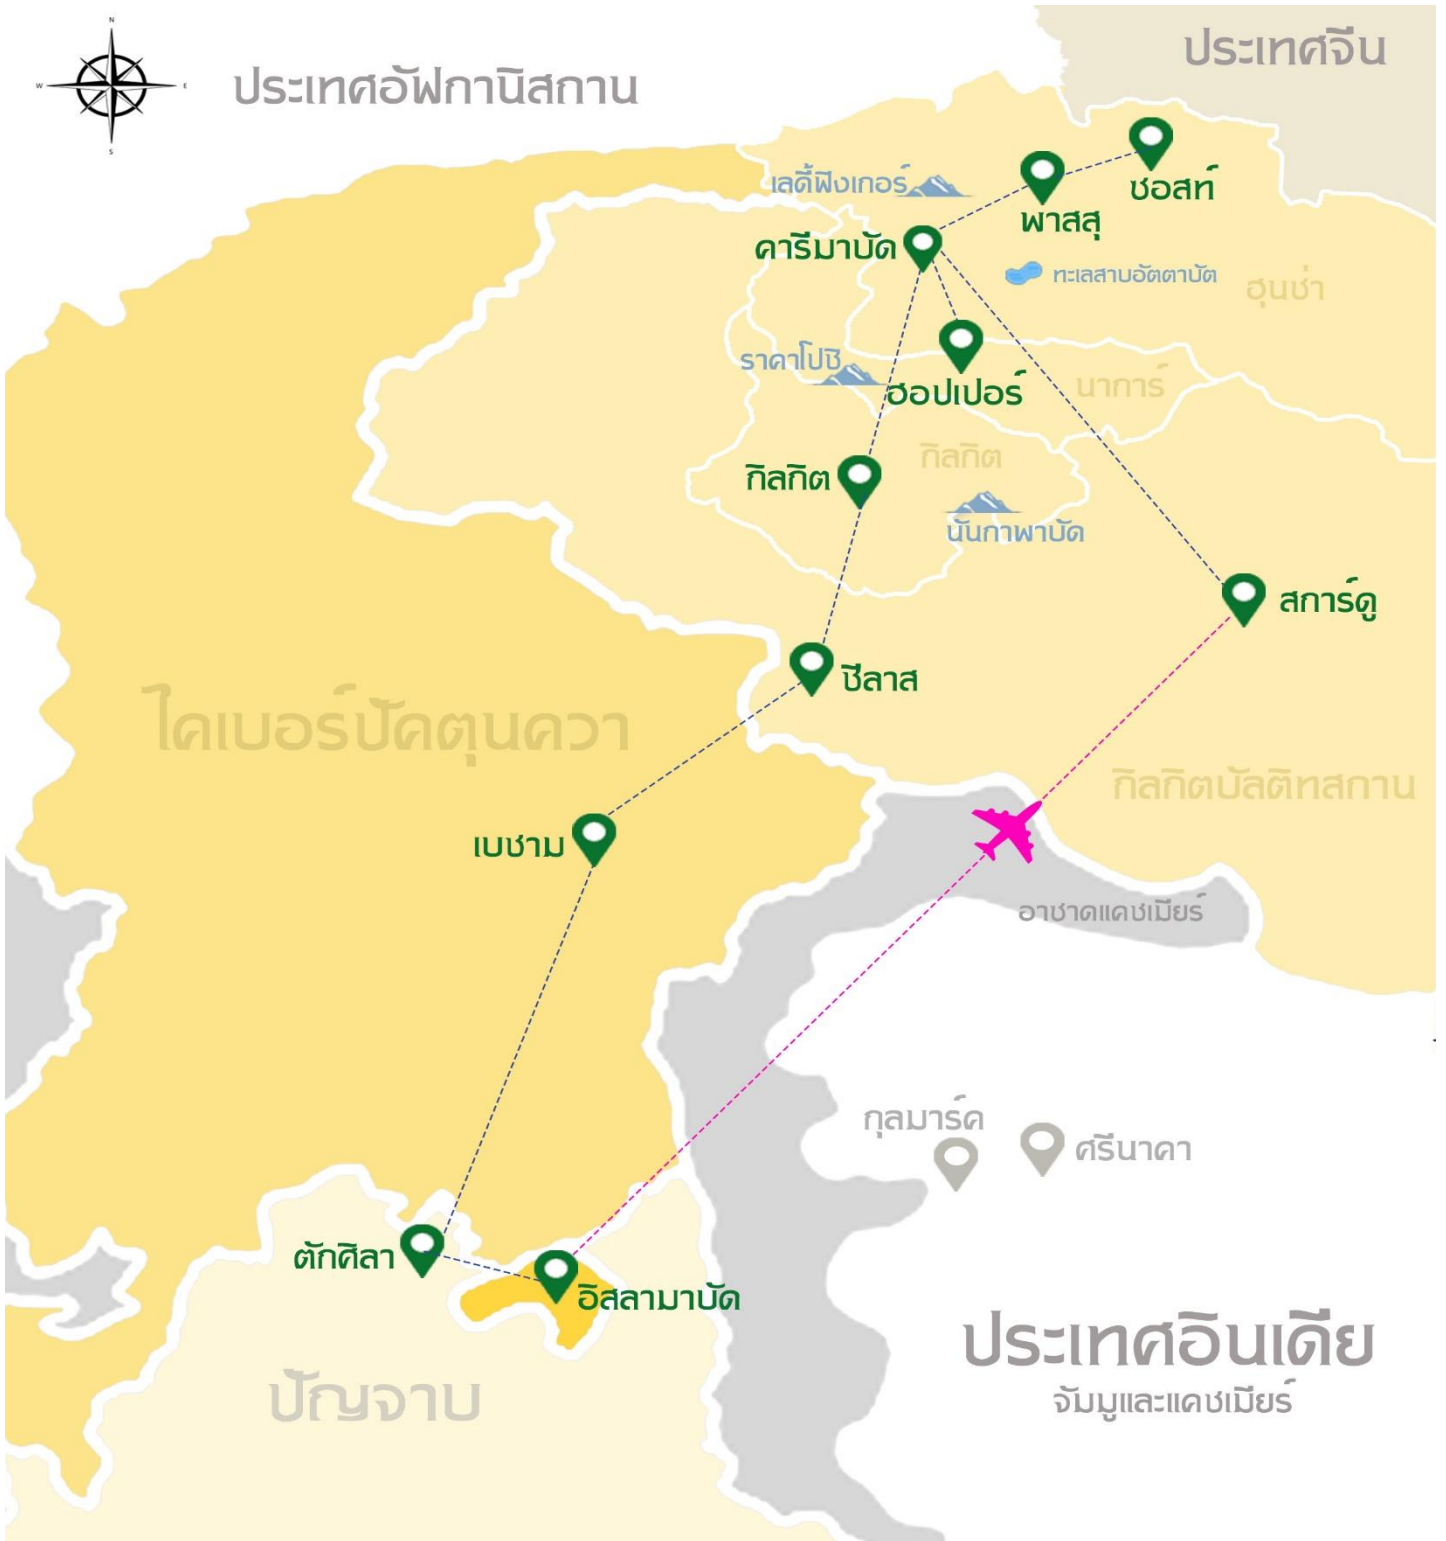 N
W
E
S
ประเทศอัฟกานิสถาน
ประเทศจีน
เลดี้ฟิงเกอร์
ซอสท์
พาสสุ
คารีมาบัด
ทะเลสาบอัตตาบัต
ฮุนซ่า
ราคาโปชิ
ฮอปเปอร์
นาการ์
กิลกิต
กิลกิต
นันกาพาบัด
สการ์ดู
ชีลาส
ไคเบอร์ปัคตุนควา
กิลกิตบัลติทสถาน
เบชาม
อาซาดแคชเมียร์
กุลมาร์ค
ศรีนาคา
ตักศิลา
อิสลามาบัด
ประเทศอินเดีย
จัมมูและแคชเมียร์
ปัญจาบ